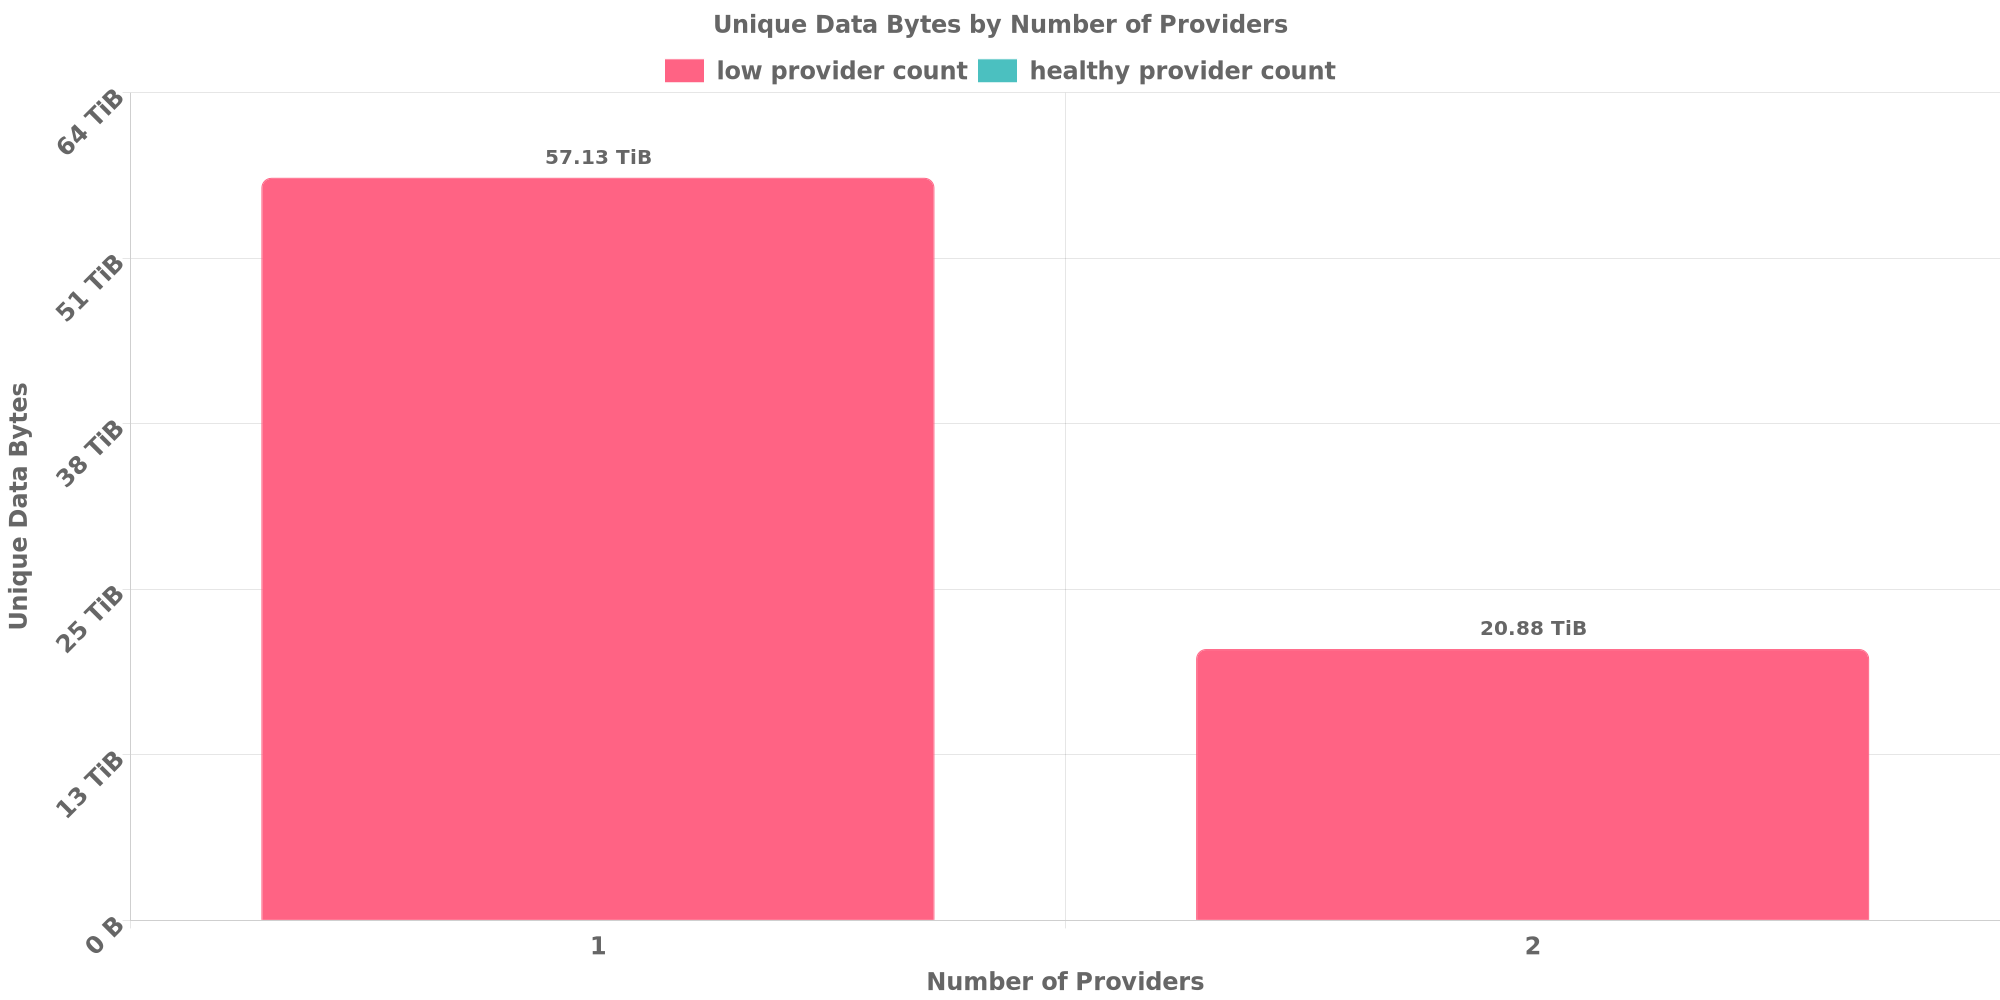 Unique Data Bytes by Number of Providers
low provider count
healthy provider count
64 TiB
51 TiB
38 TiB
25 TiB
13 TiB
0 B
Unique Data Bytes
57.13 TiB
20.88 TiB
1
2
Number of Providers